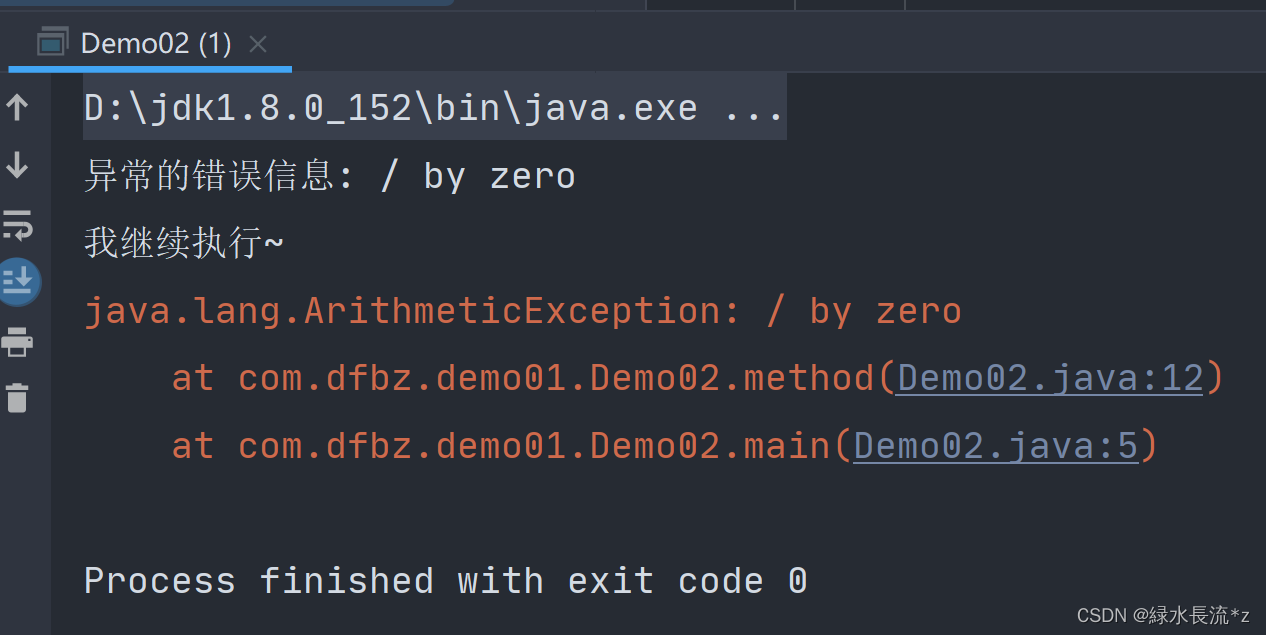 Demo02 (1)
D:\jdk1.8.0_152\bin\java.exe ...
异常的错误信息: / by zero
我继续执行~
java.lang.ArithmeticException: / by zero
at com.dfbz.demo01.Demo02.method(Demo02.java:12)
at com.dfbz.demo01.Demo02.main(Demo02.java:5)
Process finished with exit code 0
CSDN @緑水長流*z